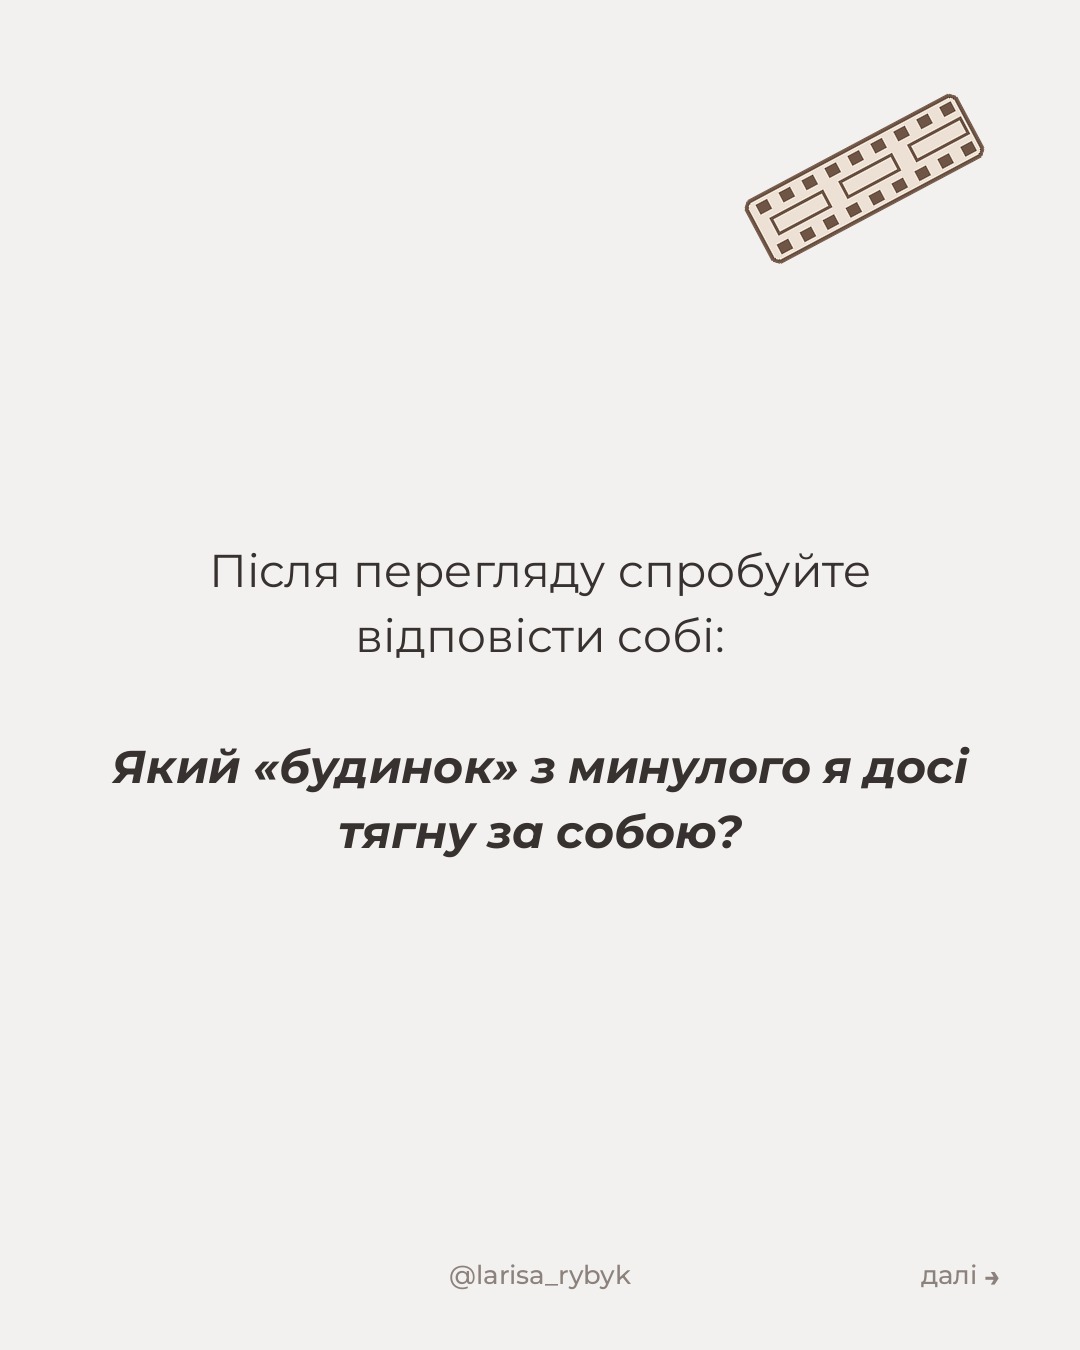 Після перегляду спробуйте
відповісти собі:
Який «будинок» з минулого я досі
тягну за собою?
@larisa_rybyk
далі →